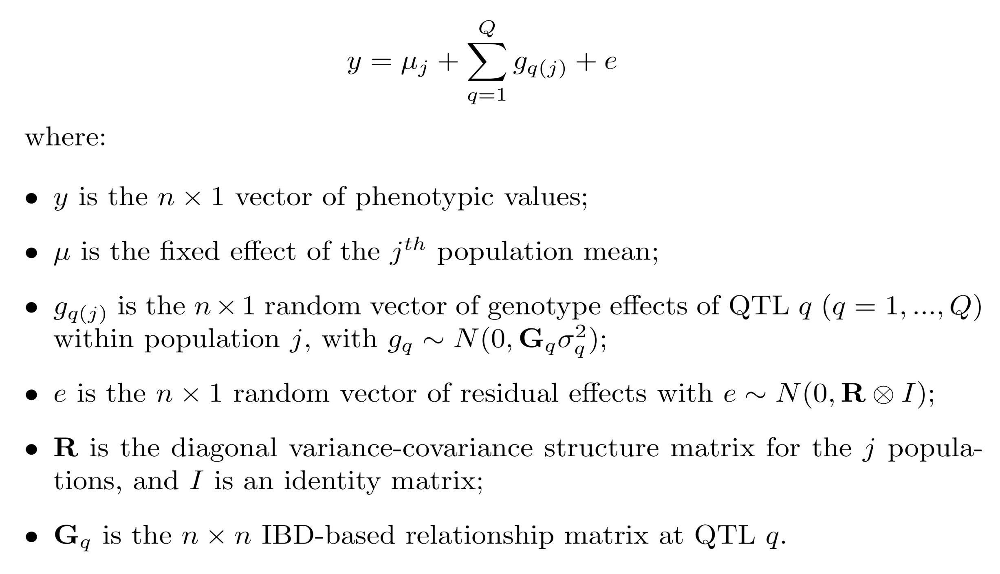 $$y = \mu_j + \sum_{q=1}^{Q} g_{q(j)} + e$$
where:
• $y$ is the $n \times 1$ vector of phenotypic values;
• $\mu$ is the fixed effect of the $j^{th}$ population mean;
• $g_{q(j)}$ is the $n \times 1$ random vector of genotype effects of QTL $q$ $(q = 1, ..., Q)$
within population $j$, with $g_q \sim N(0, \mathbf{G}_q\sigma_q^2)$;
• $e$ is the $n \times 1$ random vector of residual effects with $e \sim N(0, \mathbf{R} \otimes I)$;
• $\mathbf{R}$ is the diagonal variance-covariance structure matrix for the $j$ popula-
tions, and $I$ is an identity matrix;
• $\mathbf{G}_q$ is the $n \times n$ IBD-based relationship matrix at QTL $q$.